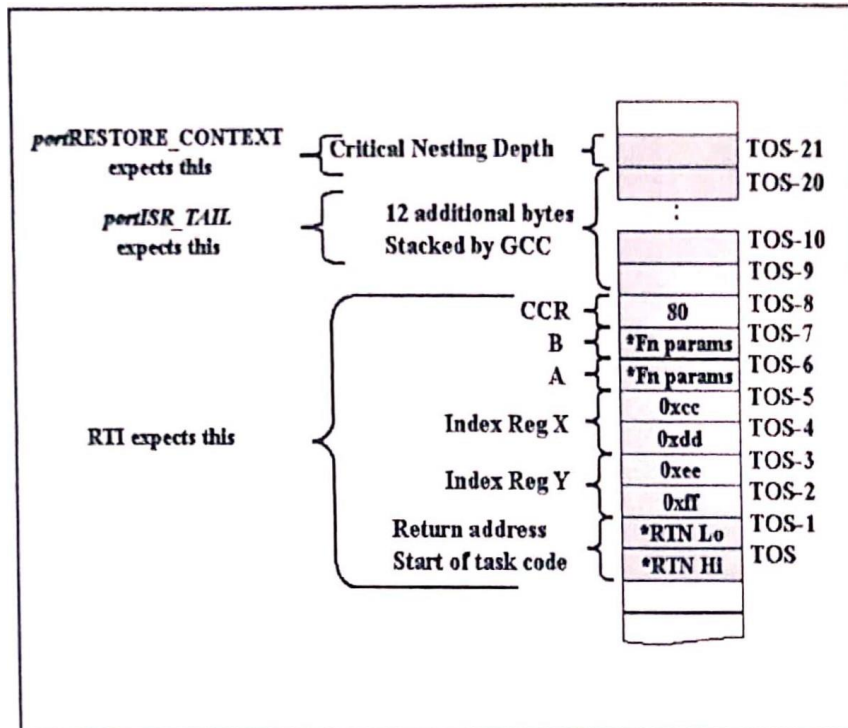 portRESTORE_CONTEXT
expects this
Critical Nesting Depth
TOS-21
TOS-20
portISR_TAIL
expects this
12 additional bytes
Stacked by GCC
:
TOS-10
TOS-9
CCR
80
TOS-8
B
*Fn params
TOS-7
A
*Fn params
TOS-6
RTI expects this
Index Reg X
0xcc
TOS-5
0xdd
TOS-4
Index Reg Y
0xee
TOS-3
0xff
TOS-2
Return address
Start of task code
*RTN Lo
TOS-1
*RTN Hi
TOS